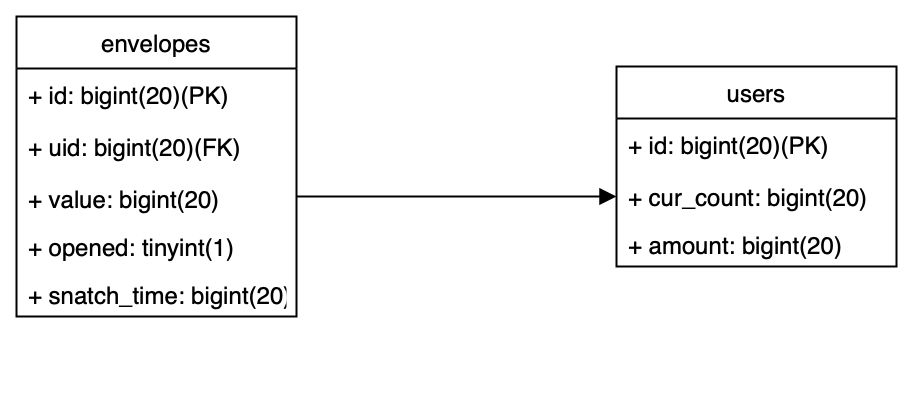 envelopes
+ id: bigint(20)(PK)
+ uid: bigint(20)(FK)
+ value: bigint(20)
+ opened: tinyint(1)
+ snatch_time: bigint(20)
users
+ id: bigint(20)(PK)
+ cur_count: bigint(20)
+ amount: bigint(20)